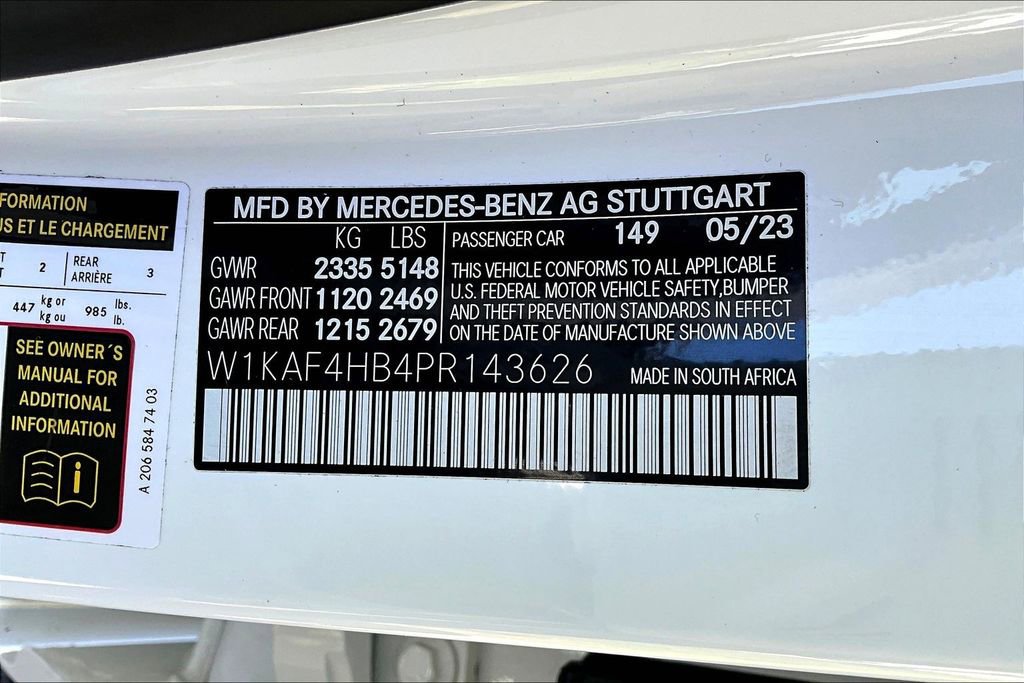 FORMATION
US ET LE CHARGEMENT
2 REAR ARRIÈRE 3
447 kg or kg ou 985 lbs. lb.
SEE OWNER´S
MANUAL FOR
ADDITIONAL
INFORMATION
i
A 206 584 74 03
MFD BY MERCEDES-BENZ AG STUTTGART
KG LBS
GVWR 2335 5148
GAWR FRONT 1120 2469
GAWR REAR 1215 2679
PASSENGER CAR 149 05/23
THIS VEHICLE CONFORMS TO ALL APPLICABLE
U.S. FEDERAL MOTOR VEHICLE SAFETY,BUMPER
AND THEFT PREVENTION STANDARDS IN EFFECT
ON THE DATE OF MANUFACTURE SHOWN ABOVE
W1KAF4HB4PR143626
MADE IN SOUTH AFRICA